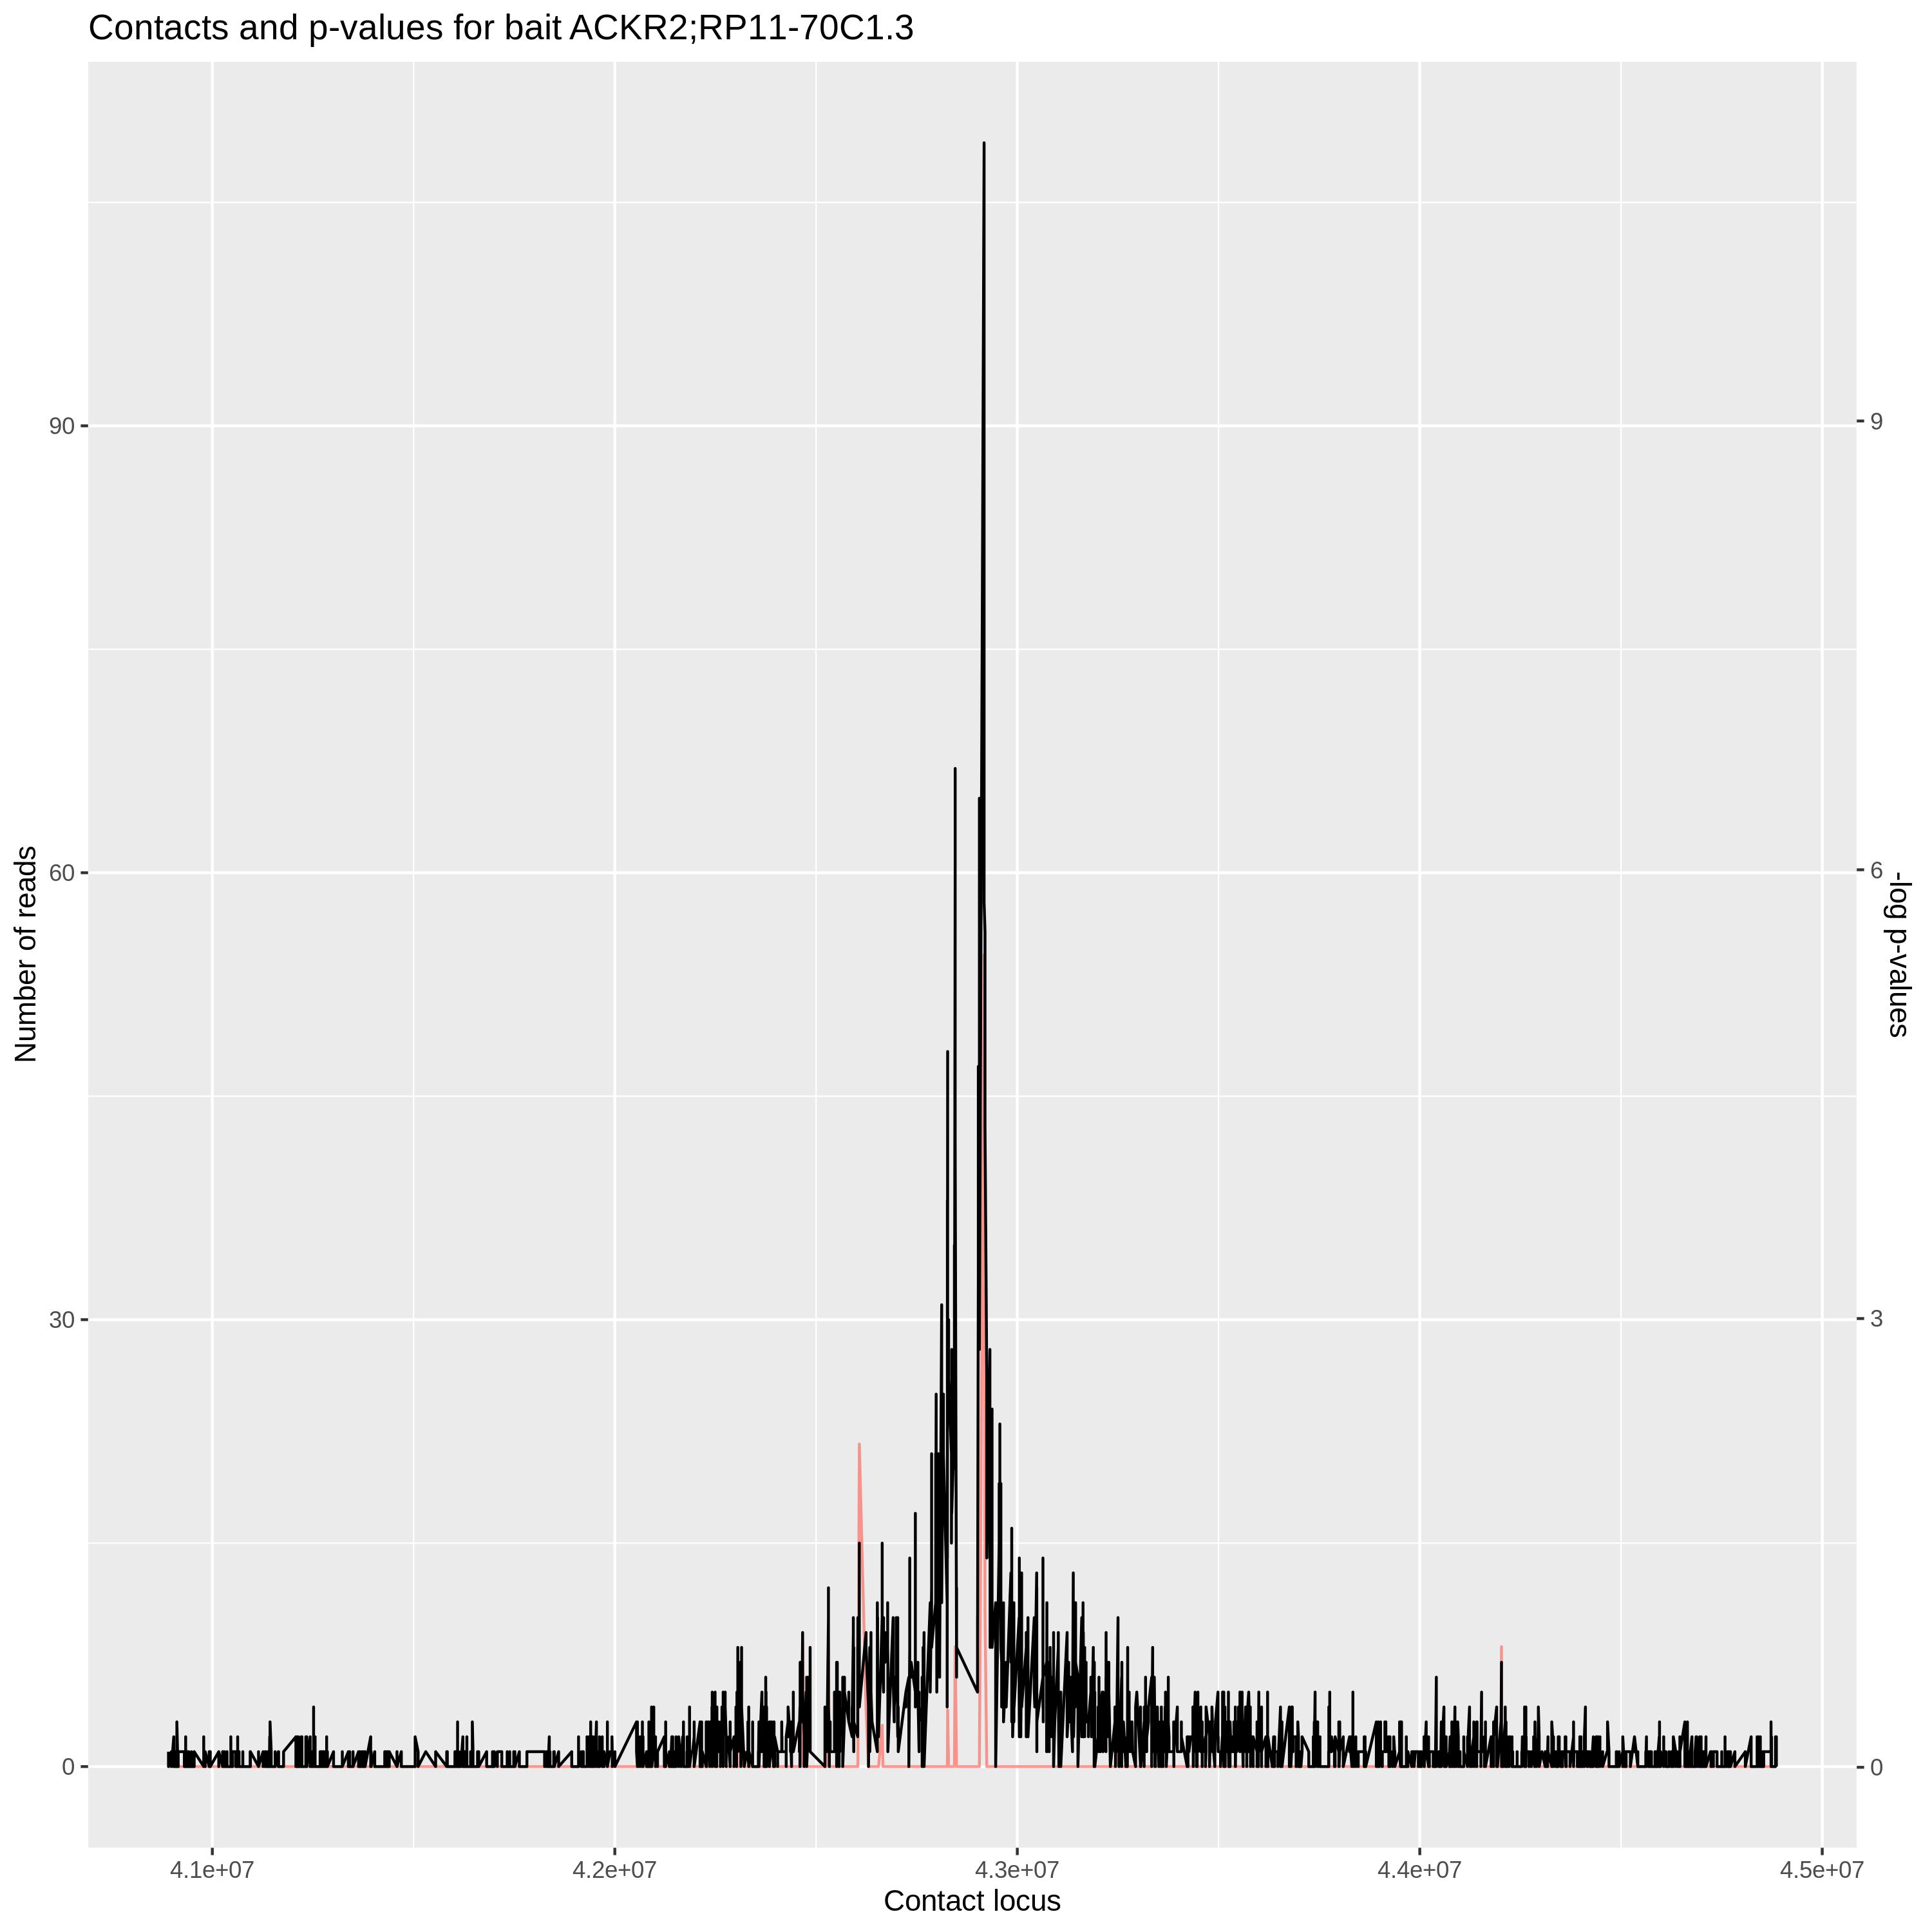 Contacts and p-values for bait ACKR2;RP11-70C1.3
90
60
30
0
Number of reads
9
6
3
0
-log p-values
4.1e+07
4.2e+07
4.3e+07
4.4e+07
4.5e+07
Contact locus